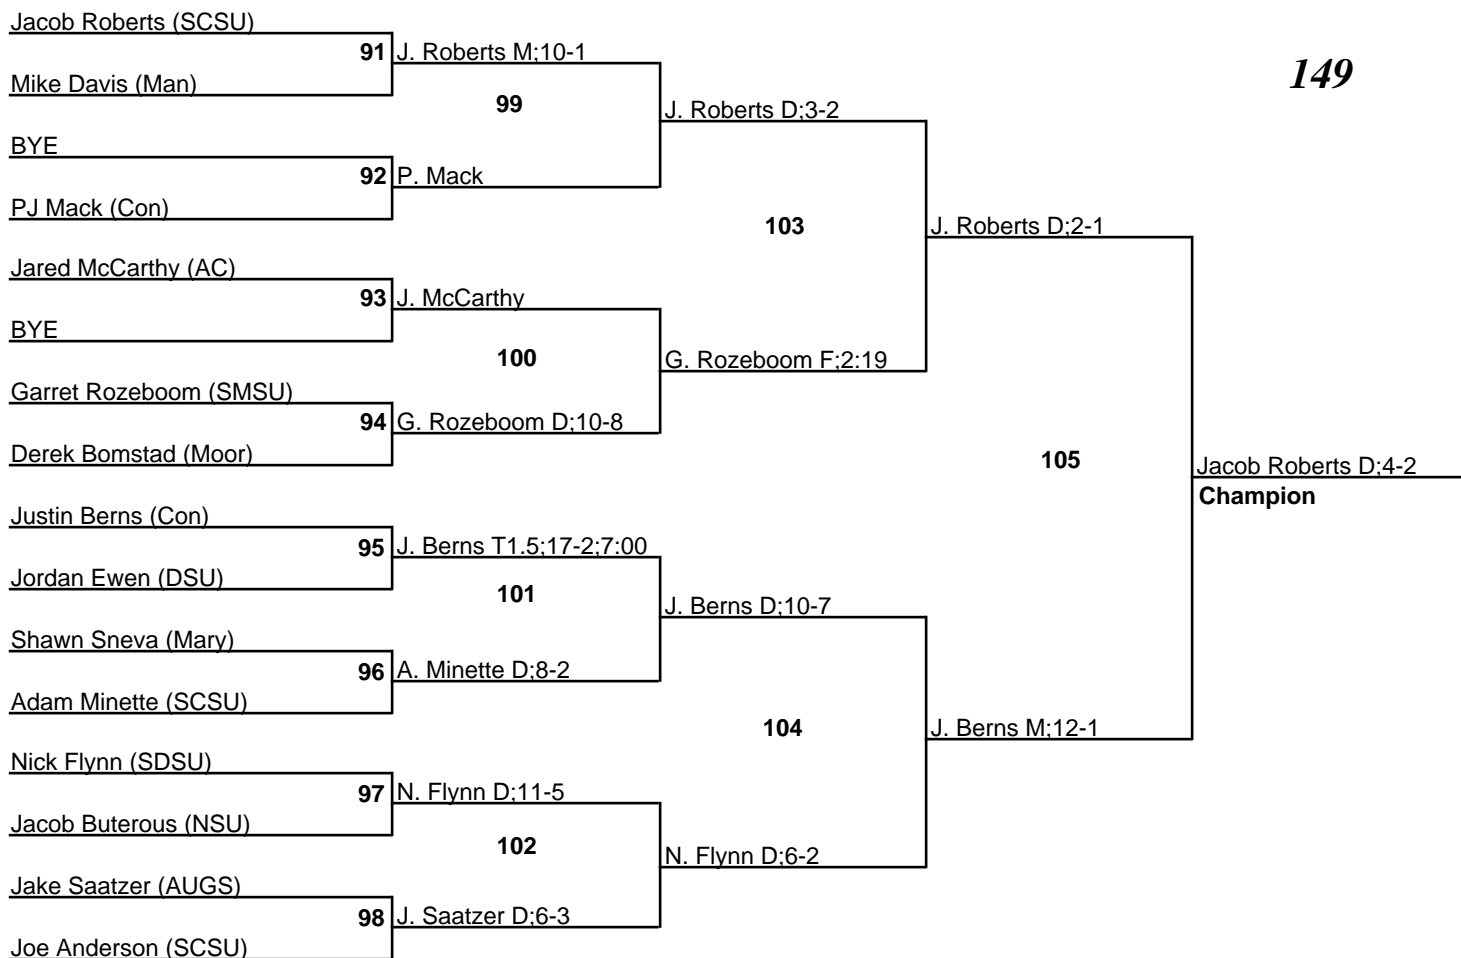 Jacob Roberts (SCSU)
91 J. Roberts M;10-1
149
Mike Davis (Man)
99
J. Roberts D;3-2
BYE
92 P. Mack
PJ Mack (Con)
103
J. Roberts D;2-1
Jared McCarthy (AC)
93 J. McCarthy
BYE
100
G. Rozeboom F;2:19
Garret Rozeboom (SMSU)
94 G. Rozeboom D;10-8
Derek Bomstad (Moor)
105
Jacob Roberts D;4-2
Champion
Justin Berns (Con)
95 J. Berns T1.5;17-2;7:00
Jordan Ewen (DSU)
101
J. Berns D;10-7
Shawn Sneva (Mary)
96 A. Minette D;8-2
Adam Minette (SCSU)
104
J. Berns M;12-1
Nick Flynn (SDSU)
97 N. Flynn D;11-5
Jacob Buterous (NSU)
102
N. Flynn D;6-2
Jake Saatzer (AUGS)
98 J. Saatzer D;6-3
Joe Anderson (SCSU)